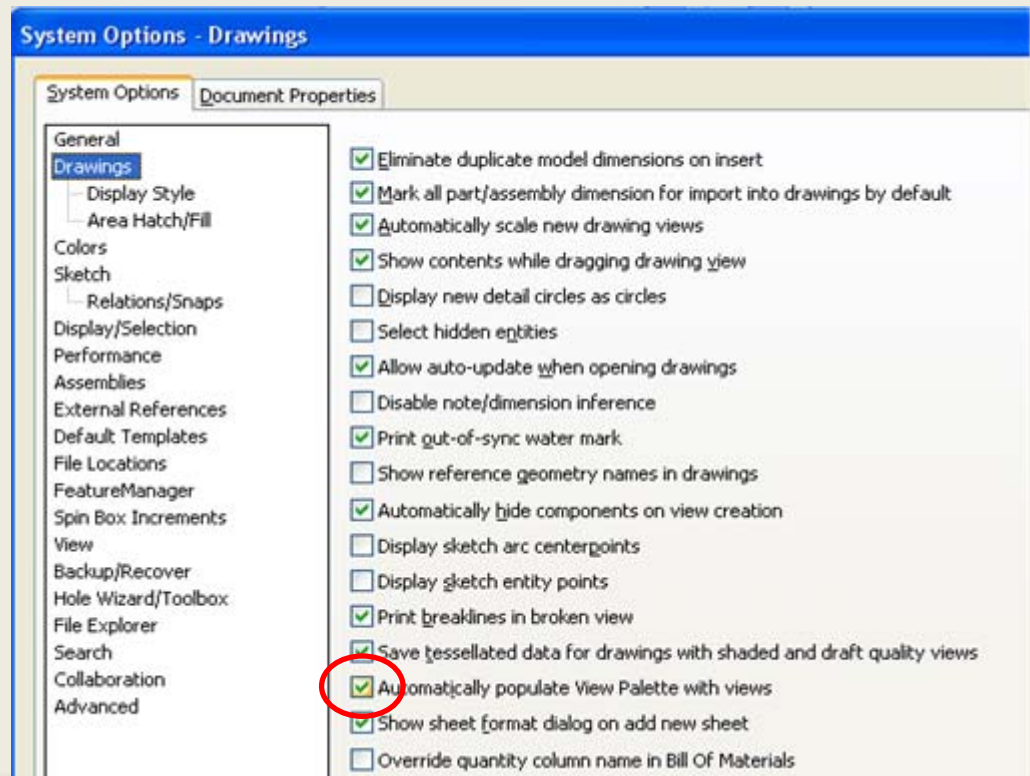 System Options - Drawings
System Options
Document Properties
General
Drawings
Display Style
Area Hatch/Fill
Colors
Sketch
Relations/Snaps
Display/Selection
Performance
Assemblies
External References
Default Templates
File Locations
FeatureManager
Spin Box Increments
View
Backup/Recover
Hole Wizard/Toolbox
File Explorer
Search
Collaboration
Advanced
Eliminate duplicate model dimensions on insert
Mark all part/assembly dimension for import into drawings by default
Automatically scale new drawing views
Show contents while dragging drawing view
Display new detail circles as circles
Select hidden entities
Allow auto-update when opening drawings
Disable note/dimension inference
Print out-of-sync water mark
Show reference geometry names in drawings
Automatically hide components on view creation
Display sketch arc centerpoints
Display sketch entity points
Print breaklines in broken view
Save tessellated data for drawings with shaded and draft quality views
Automatically populate View Palette with views
Show sheet format dialog on add new sheet
Override quantity column name in Bill Of Materials